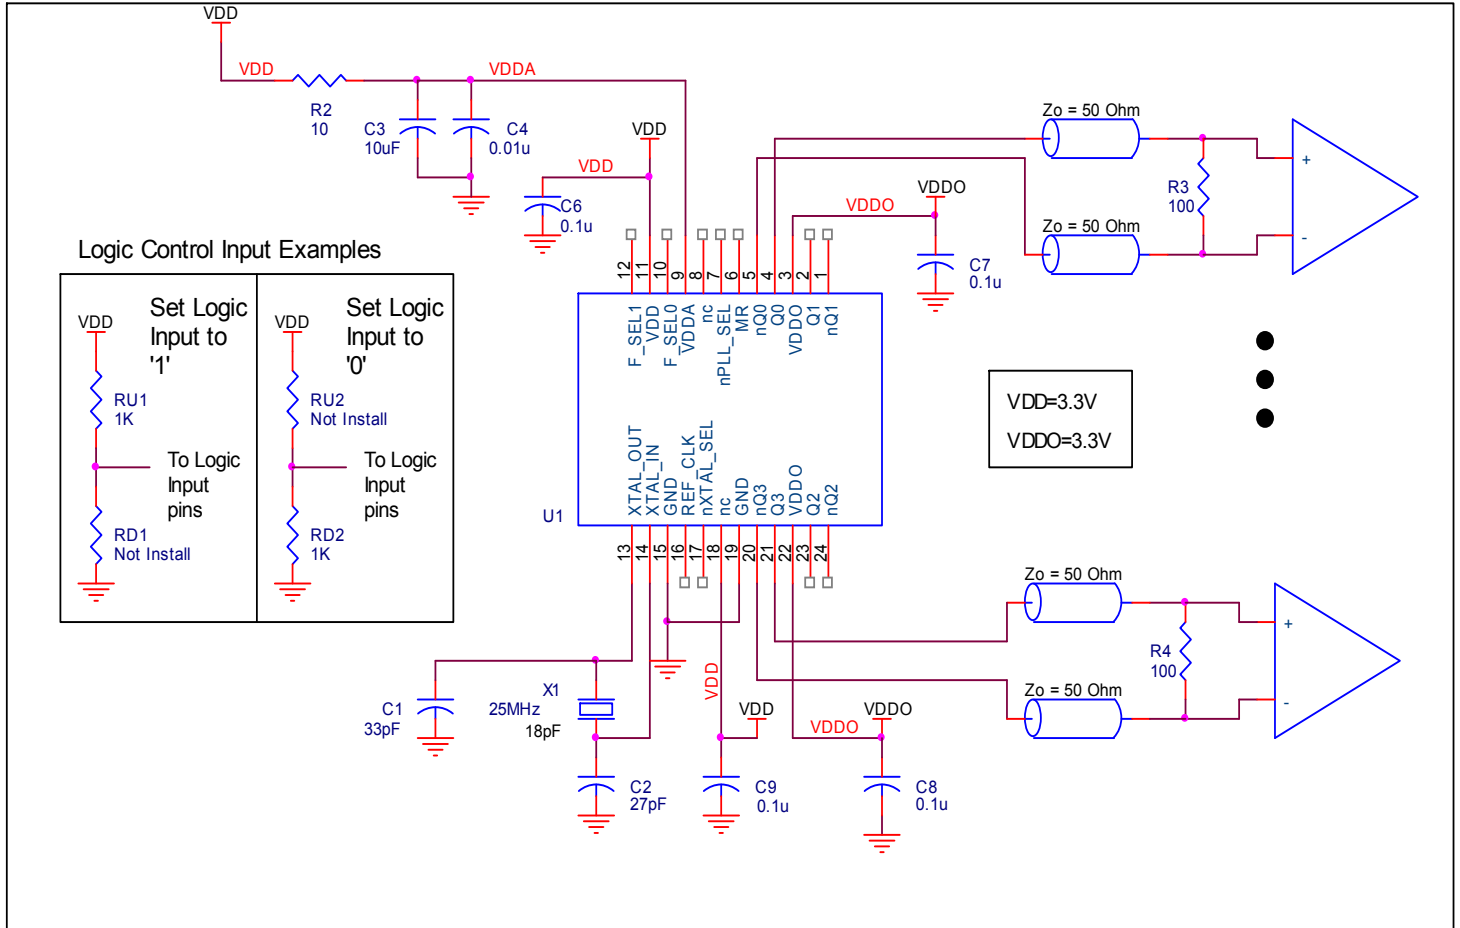 VDD
VDD
VDDA
R2
10
C3
10uF
C4
0.01u
VDD
VDD
C6
0.1u
Zo = 50 Ohm
+
R3
100
-
Zo = 50 Ohm
VDDO
VDDO
C7
0.1u
12
11
10
9
8
7
6
5
4
3
2
1
F_SEL1
VDD
F_SEL0
VDDA
nc
nPLL_SEL
MR
nQ0
Q0
VDDO
Q1
nQ1
Logic Control Input Examples
VDD
Set Logic
Input to
'1'
RU1
1K
To Logic
Input
pins
RD1
Not Install
VDD
Set Logic
Input to
'0'
RU2
Not Install
To Logic
Input
pins
RD2
1K
VDD=3.3V
VDDO=3.3V
XTAL_OUT
XTAL_IN
GND
REF_CLK
nXTAL_SEL
nc
GND
nQ3
Q3
VDDO
Q2
nQ2
U1
13
14
15
16
17
18
19
20
21
22
23
24
Zo = 50 Ohm
+
R4
100
-
Zo = 50 Ohm
C1
33pF
X1
25MHz
18pF
VDD
VDD
VDDO
VDDO
C2
27pF
C9
0.1u
C8
0.1u